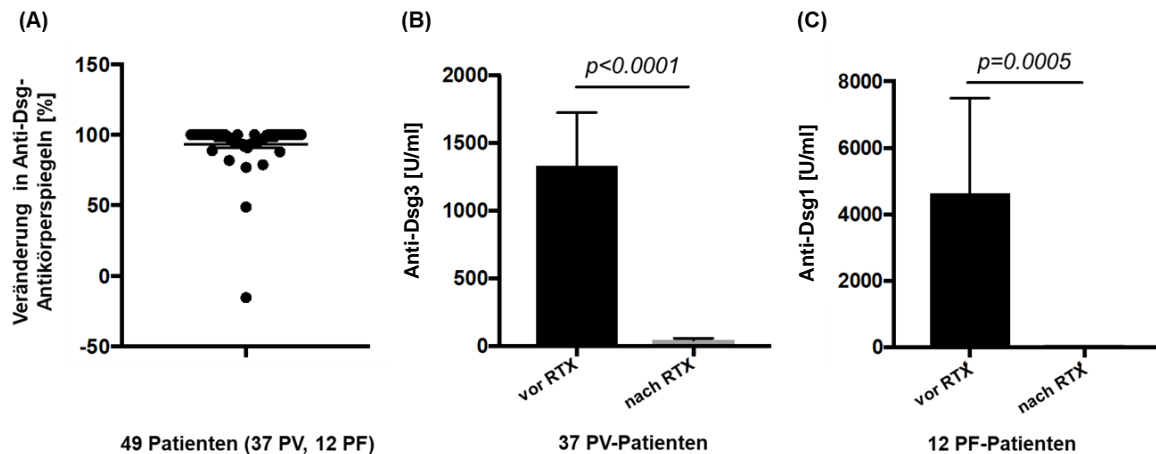 (A)
Veränderung in Anti-Dsg-
Antikörperspiegeln [%]
150
100
50
0
-50
49 Patienten (37 PV, 12 PF)
(B)
Anti-Dsg3 [U/ml]
2000
1500
1000
500
0
p<0.0001
vor RTX
nach RTX
37 PV-Patienten
(C)
Anti-Dsg1 [U/ml]
8000
6000
4000
2000
0
p=0.0005
vor RTX
nach RTX
12 PF-Patienten